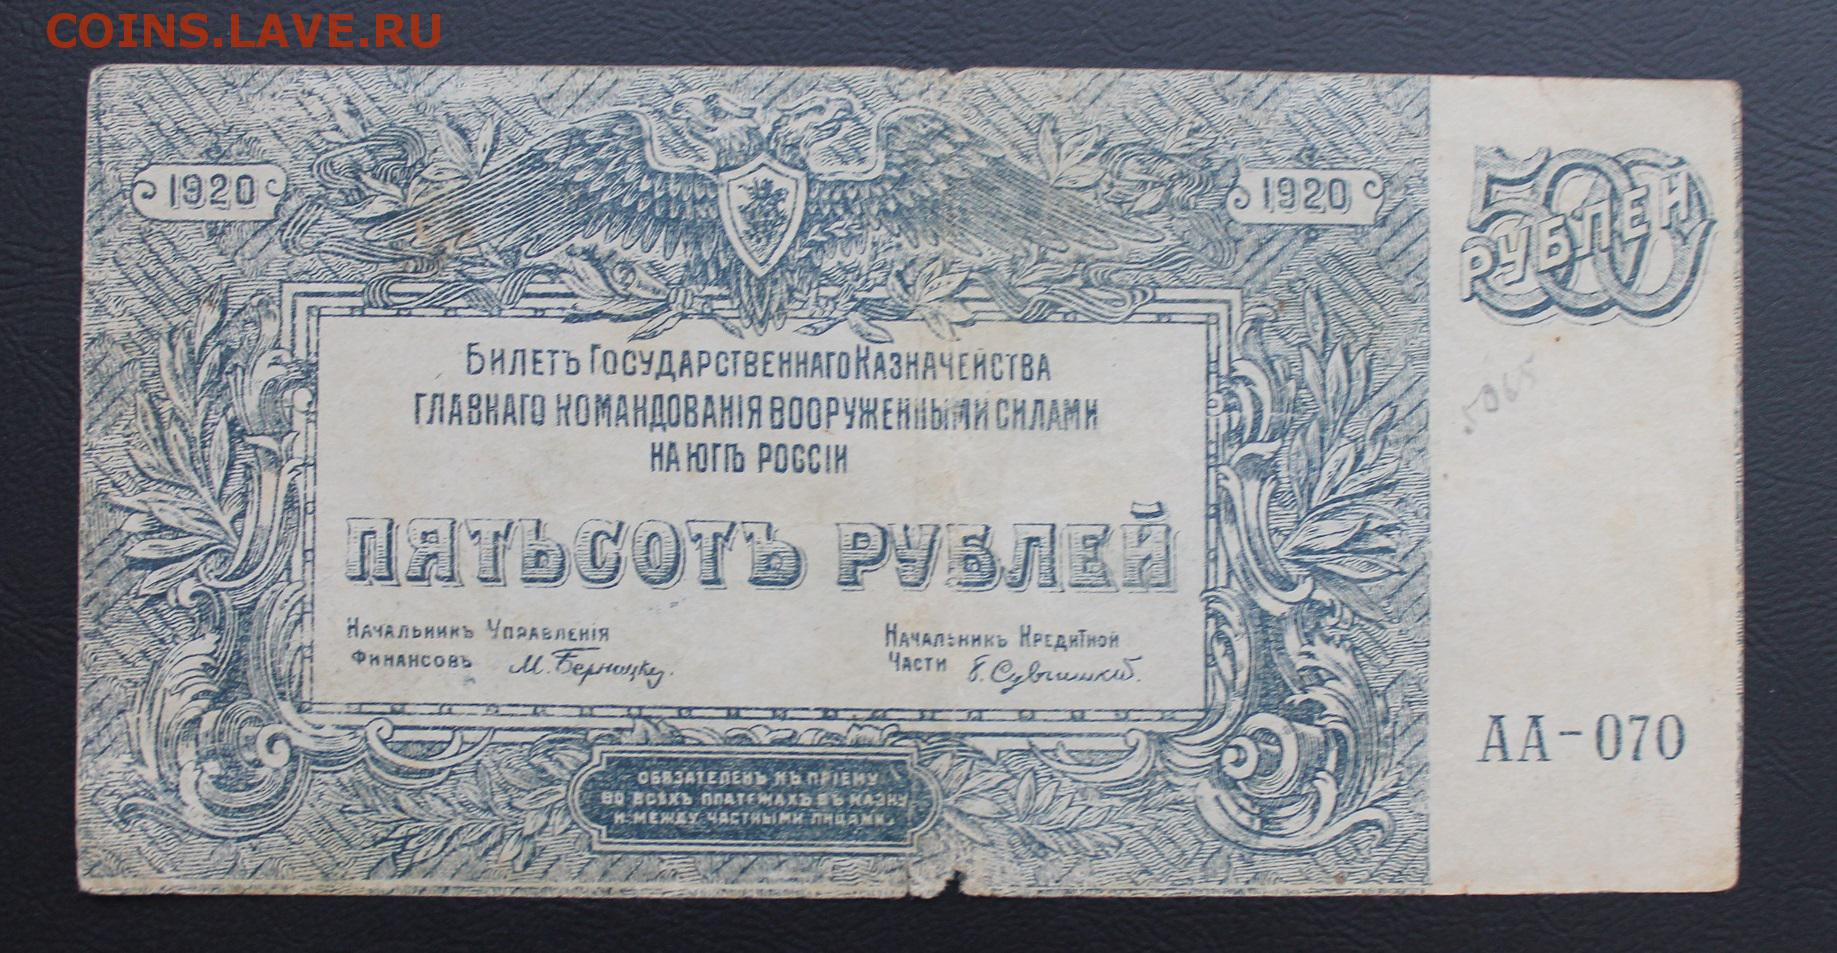 COINS.LAVE.RU
1920
1920
500
РУБЛЕЙ
Билетъ Государственнаго Казначейства
Главнаго Командованія Вооруженными Силами
на Югѣ Россіи
5065
ПЯТЬСОТЪ РУБЛЕЙ
Начальникъ Управленія
Финансовъ М. Бернацкій.
Начальникъ Кредитной
Части
АА-070
ОБЯЗАТЕЛЕНЪ КЪ ПРІЕМУ
ВО ВСѢХЪ ПЛАТЕЖАХЪ ВЪ КАЗНУ
И МЕЖДУ ЧАСТНЫМИ ЛИЦАМИ.